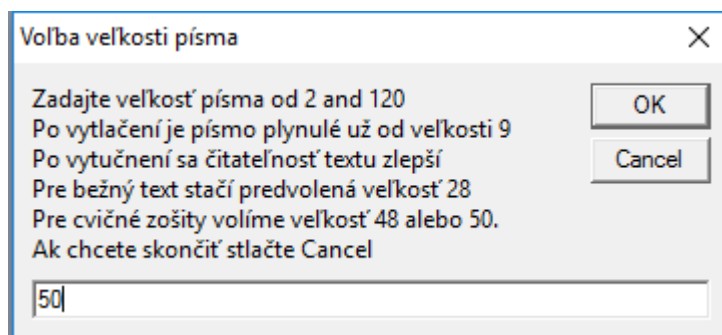 Voľba veľkosti písma
Zadajte veľkosť písma od 2 and 120
Po vytlačení je písmo plynulé už od veľkosti 9
Po vytučnení sa čitateľnosť textu zlepší
Pre bežný text stačí predvolená veľkosť 28
Pre cvičné zošity volíme veľkosť 48 alebo 50.
Ak chcete skončiť stlačte Cancel
OK
Cancel
50